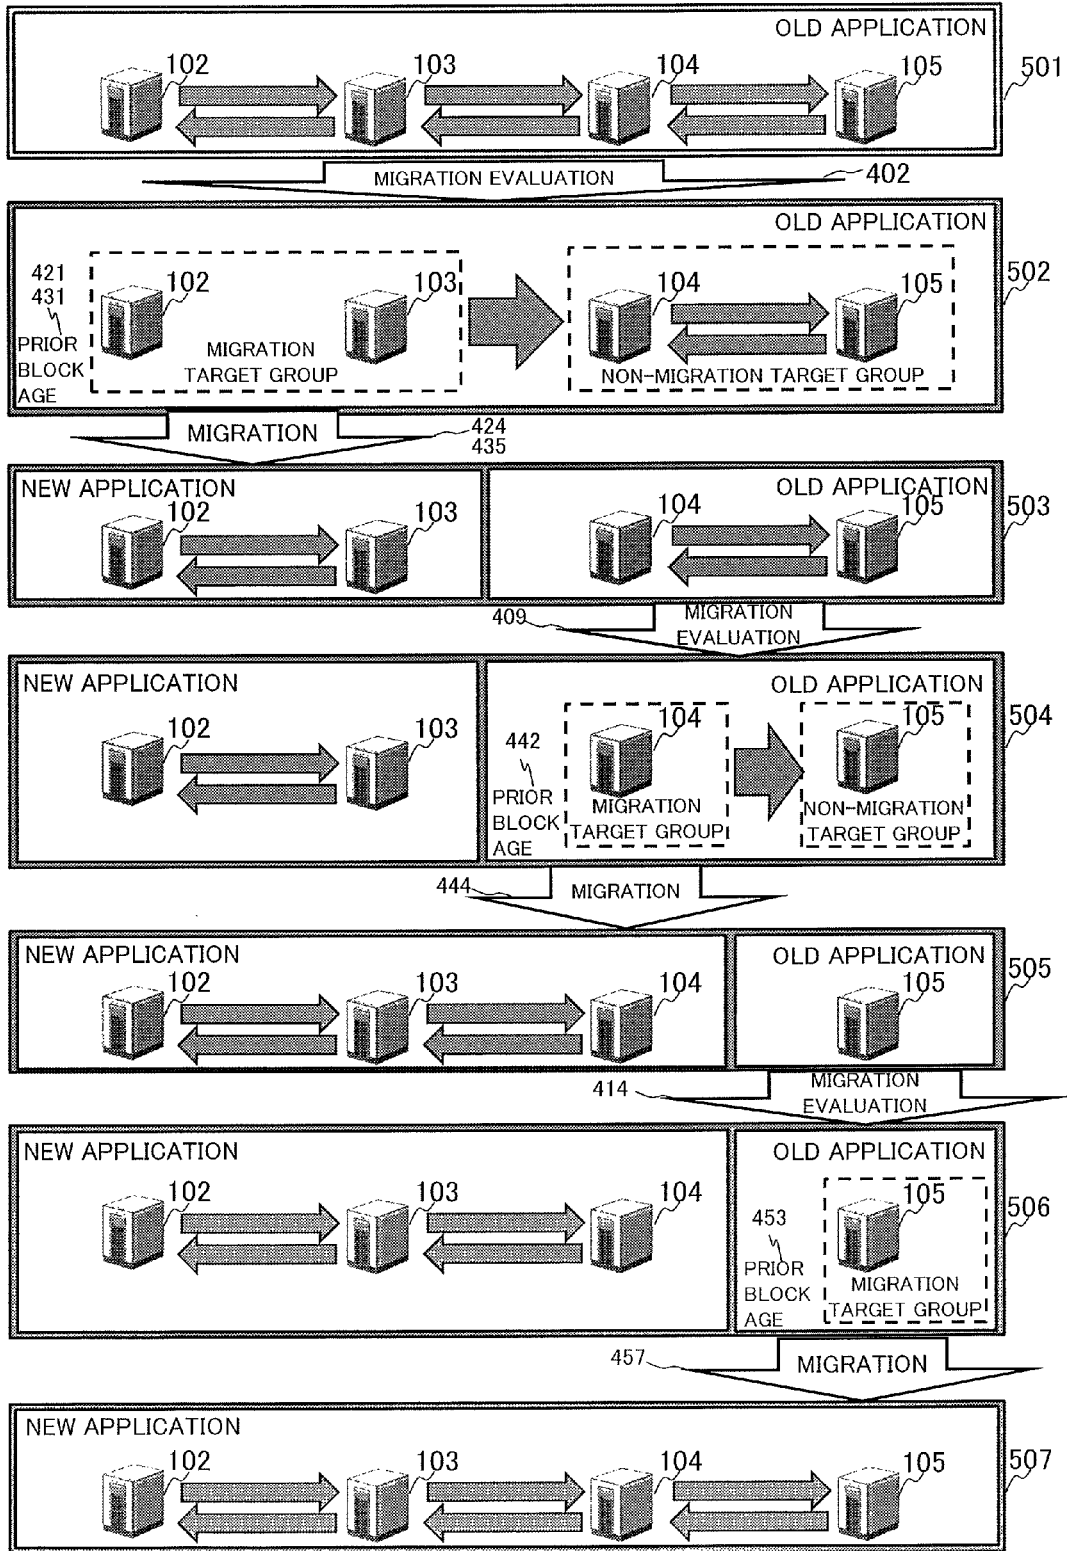 OLD APPLICATION
102 103 104 105 501
MIGRATION EVALUATION 402
OLD APPLICATION
421
431
PRIOR
BLOCK
AGE
102 103
MIGRATION
TARGET GROUP
104 105
NON-MIGRATION TARGET GROUP
502
MIGRATION 424
435
NEW APPLICATION
102 103
OLD APPLICATION
104 105
503
409 MIGRATION
EVALUATION
NEW APPLICATION
102 103
OLD APPLICATION
442
PRIOR
BLOCK
AGE
104
MIGRATION
TARGET GROUP
105
NON-MIGRATION
TARGET GROUP
504
444 MIGRATION
NEW APPLICATION
102 103 104
OLD APPLICATION
105
505
414 MIGRATION
EVALUATION
NEW APPLICATION
102 103 104
OLD APPLICATION
453
PRIOR
BLOCK
AGE
105
MIGRATION
TARGET GROUP
506
457 MIGRATION
NEW APPLICATION
102 103 104 105 507